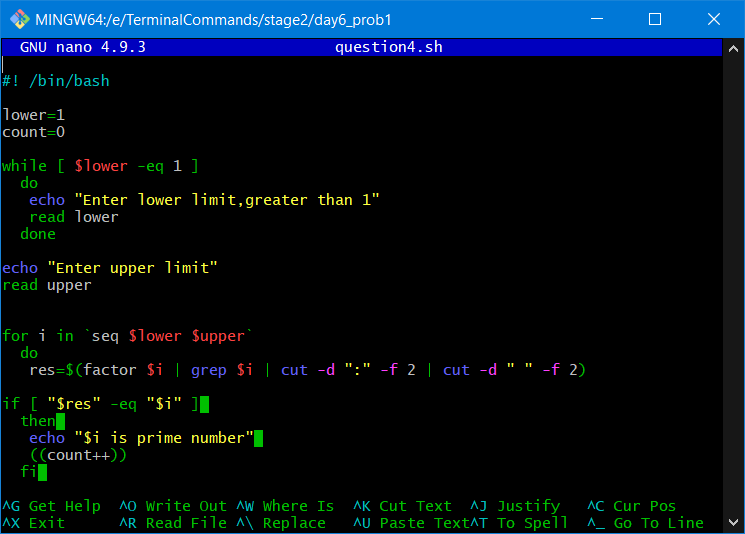 MINGW64:/e/TerminalCommands/stage2/day6_prob1
GNU nano 4.9.3 question4.sh
#! /bin/bash
lower=1
count=0
while [ $lower -eq 1 ]
do
echo "Enter lower limit,greater than 1"
read lower
done
echo "Enter upper limit"
read upper
for i in `seq $lower $upper`
do
res=$(factor $i | grep $i | cut -d ":" -f 2 | cut -d " " -f 2)
if [ "$res" -eq "$i" ]
then
echo "$i is prime number"
((count++))
fi
^G Get Help ^O Write Out ^W Where Is ^K Cut Text ^J Justify ^C Cur Pos
^X Exit ^R Read File ^\ Replace ^U Paste Text ^T To Spell ^_ Go To Line